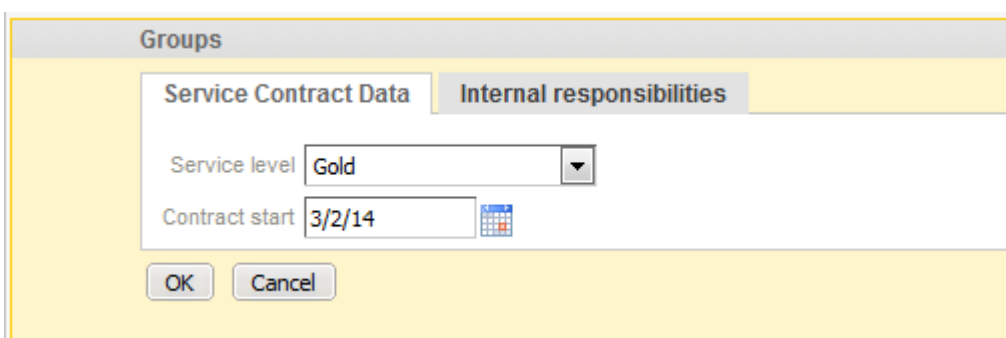 Groups
Service Contract Data Internal responsibilities
Service level Gold
Contract start 3/2/14
OK Cancel